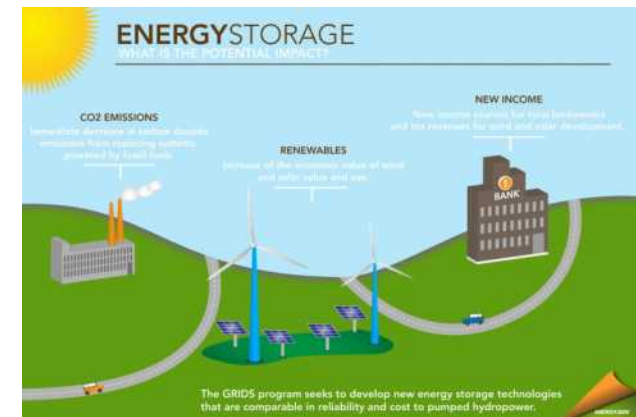 ENERGYSTORAGE
WHAT IS THE POTENTIAL IMPACT?
CO2 EMISSIONS
Immediate decrease in carbon dioxide
emissions from replacing systems
powered by fossil fuels
RENEWABLES
Increase of the economic value of wind
and solar value and use.
NEW INCOME
New income sources for rural landowners
and tax revenues for wind and solar development.
BANK
The GRIDS program seeks to develop new energy storage technologies
that are comparable in reliability and cost to pumped hydropower.
ENERGY.GOV